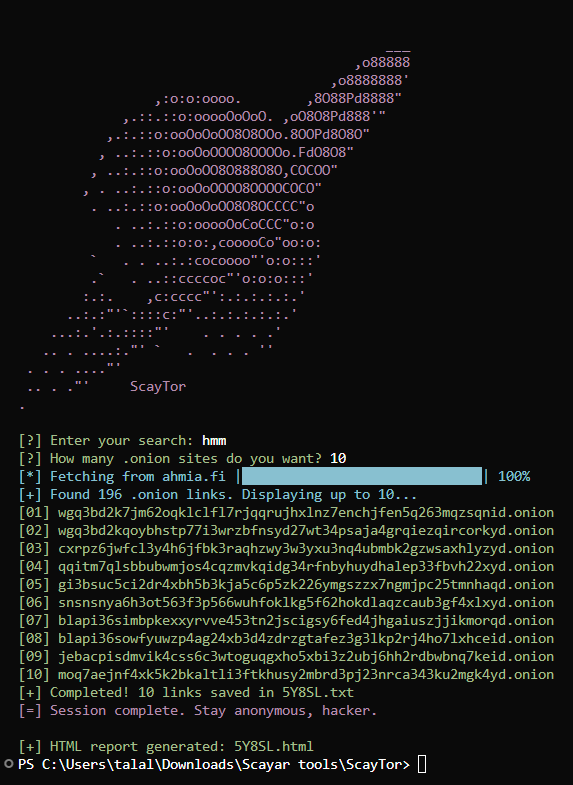 ___
                                          ,o88888
                                       ,o8888888'
                 ,:o:o:oooo.        ,8O88Pd8888"
             ,.::.::o:ooooOoOoO. ,oO8O8Pd888'"
           ,.:.::o:ooOoOoOO8O8OOo.8OOPd8O8O"
          , ..:.::o:ooOoOOOO8OOOOo.FdO8O8"
         , ..:.::o:ooOoOO8O888O8O,COCOO"
        , . ..:.::o:ooOoOOOO8OOOOCOCO"
         . ..:.::o:ooOoOoOO8O8OCCCC"o
            . ..:.::o:ooooOoCoCCC"o:o
            . ..:.::o:o:,cooooCo"oo:o:
         `   . . ..:.:cocoooo"'o:o:::'
         .`   . ..::ccccoc"'o:o:o:::'
        :.:.    ,c:cccc"':.:.:.:.:.'
      ..:.:"'`::::c:"'..:.:.:.:.:.'
    ...:.'.:.::::"'    . . . . .'
   .. . ....:."' `   .  . . . ''
 . . . ...."'
 .. . ."'     ScayTor
.
[?] Enter your search: hmm
[?] How many .onion sites do you want? 10
[*] Fetching from ahmia.fi | | 100%
[+] Found 196 .onion links. Displaying up to 10...
[01] wgq3bd2k7jm62oqklclfl7rjqqrujhxlnz7enchjfen5q263mqzsqnid.onion
[02] wgq3bd2kqoybhstp77i3wrzbfnsyd27wt34psaja4grqiezqircorkyd.onion
[03] cxrpz6jwfcl3y4h6jfbk3raqhzwy3w3yxu3nq4ubmbk2gzwsaxhlyzyd.onion
[04] qqitm7qlsbbubwmjos4cqzmvkqidg34rfnbyhuydhalep33fbvh22xyd.onion
[05] gi3bsuc5ci2dr4xbh5b3kja5c6p5zk226ymgszzx7ngmjpc25tmnhaqd.onion
[06] snsnsnya6h3ot563f3p566wuhfoklkg5f62hokdlaqzcaub3gf4xlxyd.onion
[07] blapi36simbpkexxyrvve453tn2jscigsy6fed4jhgaiuszjjikmorqd.onion
[08] blapi36sowfyuwzp4ag24xb3d4zdrzgtafez3g3lkp2rj4ho7lxhceid.onion
[09] jebacpisdmvik4css6c3wtoguqgxho5xbi3z2ubj6hh2rdbwbnq7keid.onion
[10] moq7aejnf4xk5k2bkaltli3ftkhusy2mbrd3pj23nrca343ku2mgk4yd.onion
[+] Completed! 10 links saved in 5Y8SL.txt
[=] Session complete. Stay anonymous, hacker.
[+] HTML report generated: 5Y8SL.html
PS C:\Users\talal\Downloads\Scayar tools\ScayTor>